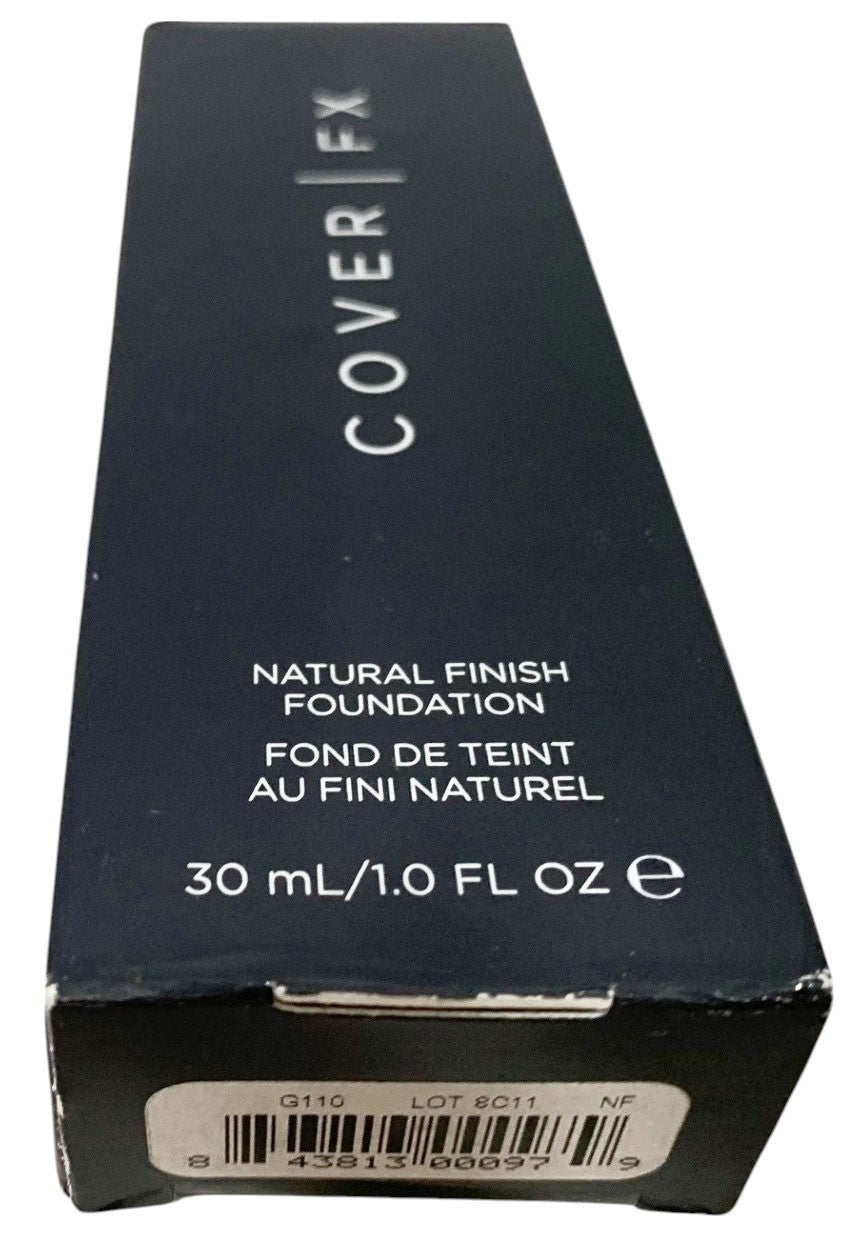 COVER | FX
NATURAL FINISH
FOUNDATION
FOND DE TEINT
AU FINI NATUREL
30 mL/1.0 FL OZ ℮
G110 LOT 8C11 NF
8 43813 00097 9